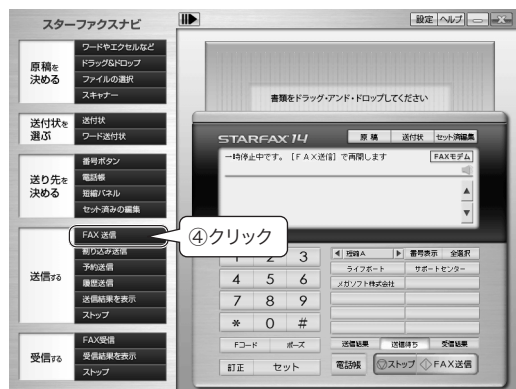 スターファクスナビ
設定 ヘルプ
原稿を
決める
ワードやエクセルなど
ドラッグ&ドロップ
ファイルの選択
スキャナー
送付状を
選ぶ
送付状
ワード送付状
送り先を
決める
番号ボタン
電話帳
短縮パネル
セット済みの編集
送信する
FAX 送信
割り込み送信
予約送信
履歴送信
送信結果を表示
ストップ
受信する
FAX受信
受信結果を表示
ストップ
書類をドラッグ・アンド・ドロップしてください
STARFAX 14
原 稿 送付状 セット済編集
一時停止中です。［ＦＡＸ送信］で再開します
FAXモデム
④クリック
1 2 3
4 5 6
7 8 9
* 0 #
Fコード ポーズ
訂正 セット
短縮A 番号表示 全選択
ライフボート サポートセンター
メガソフト株式会社
送信結果 送信待ち 受信結果
電話帳 ストップ FAX送信